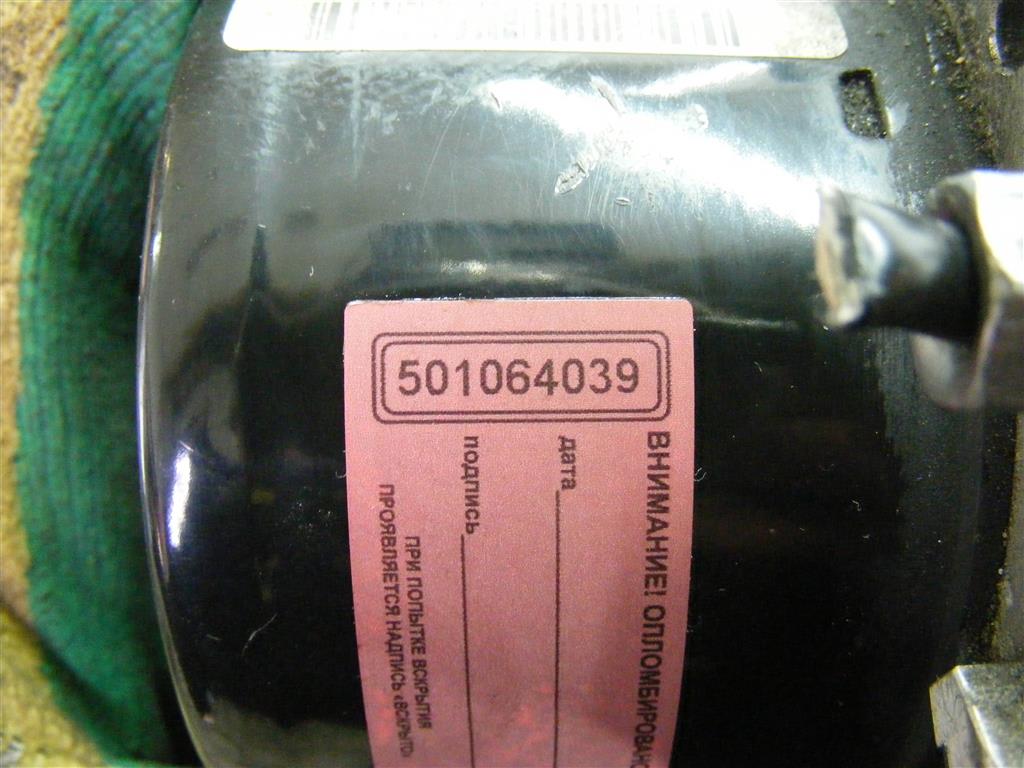 501064039
ВНИМАНИЕ! ОПЛОМБИРОВАНО
дата
подпись
ПРИ ПОПЫТКЕ ВСКРЫТИЯ
ПРОЯВЛЯЕТСЯ НАДПИСЬ «ВСКРЫТО»